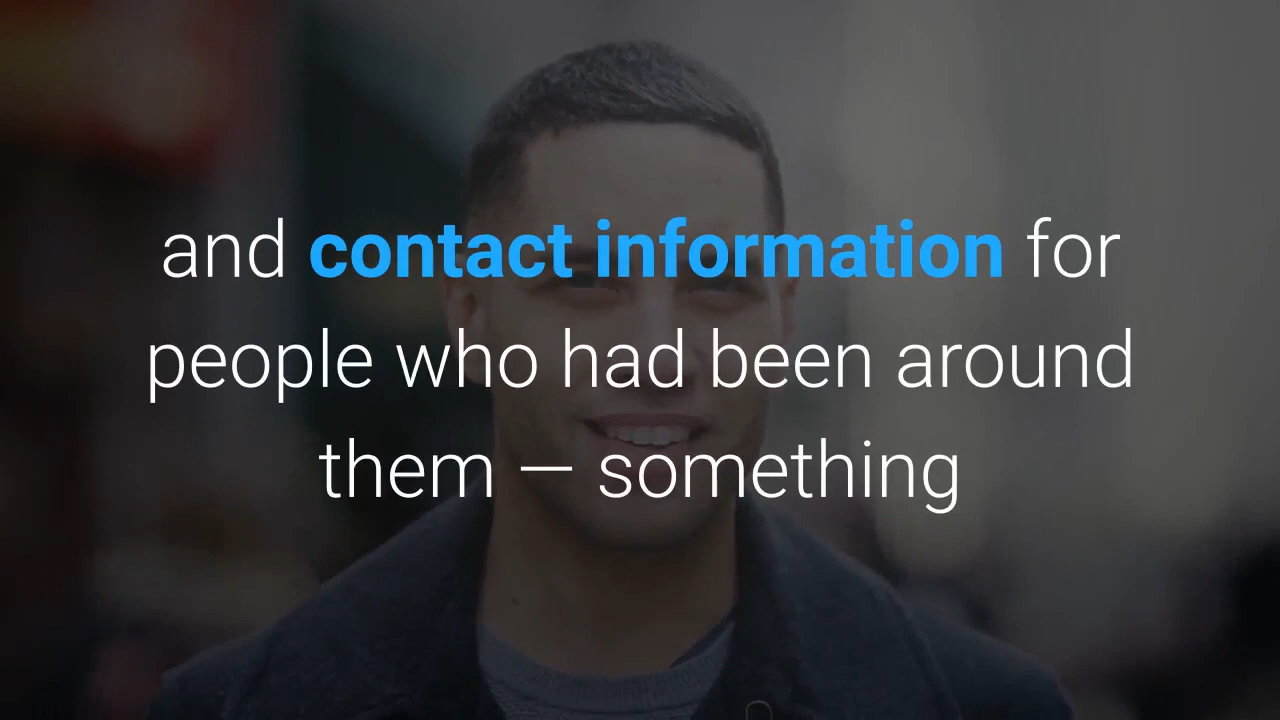 and contact information for
people who had been around
them — something